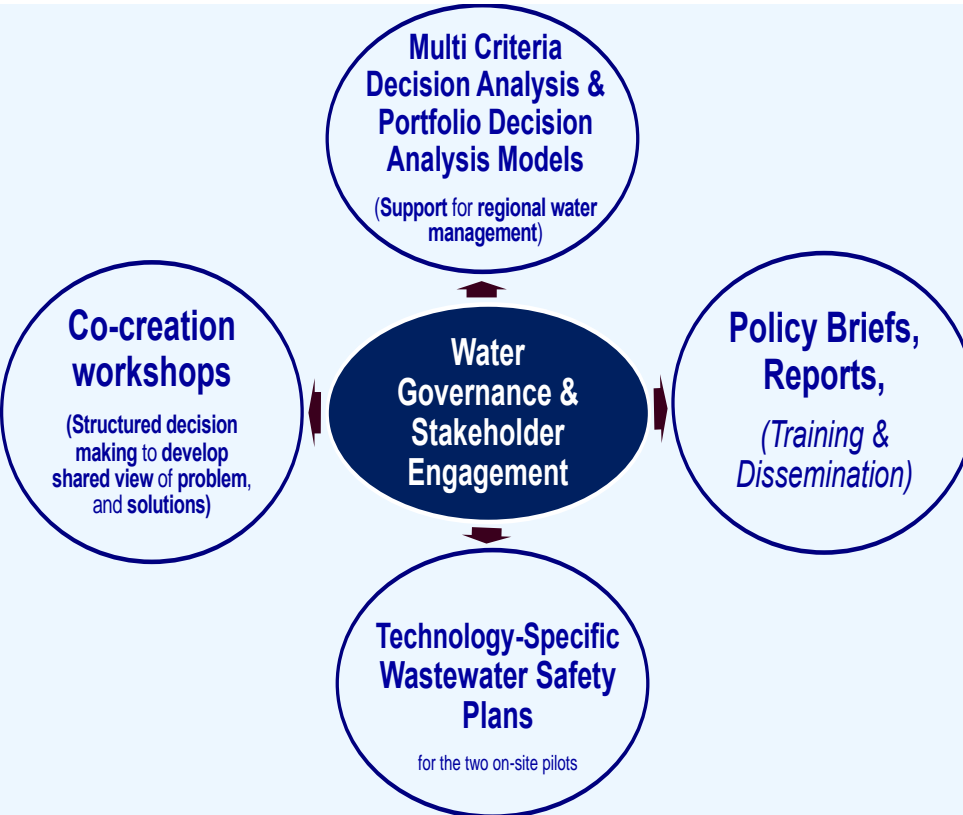 Multi Criteria
Decision Analysis &
Portfolio Decision
Analysis Models
(Support for regional water
management)
Co-creation
workshops
(Structured decision
making to develop
shared view of problem,
and solutions)
Water
Governance &
Stakeholder
Engagement
Policy Briefs,
Reports,
(Training &
Dissemination)
Technology-Specific
Wastewater Safety
Plans
for the two on-site pilots